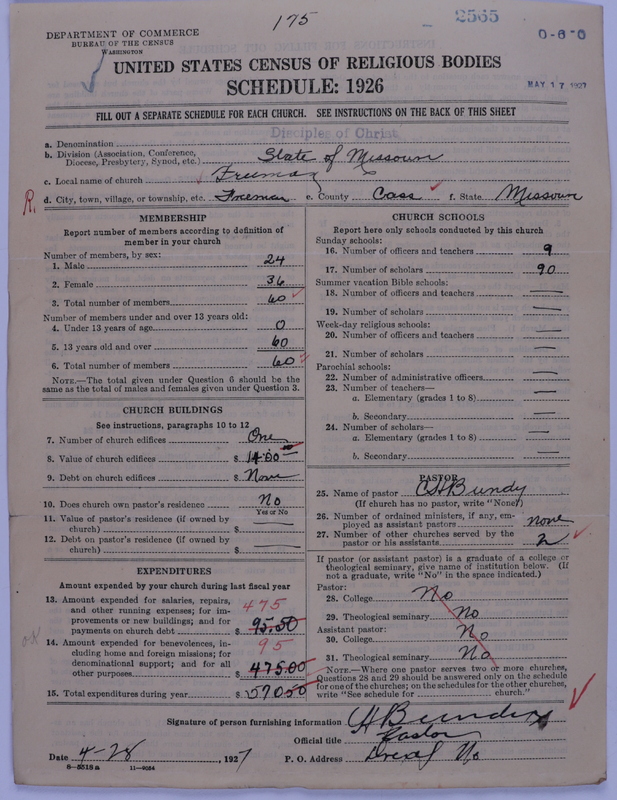 175
2565
0-6-0
DEPARTMENT OF COMMERCE
BUREAU OF THE CENSUS
WASHINGTON
UNITED STATES CENSUS OF RELIGIOUS BODIES
SCHEDULE: 1926
MAY 17 1927
FILL OUT A SEPARATE SCHEDULE FOR EACH CHURCH. SEE INSTRUCTIONS ON THE BACK OF THIS SHEET
Disciples of Christ
a. Denomination
b. Division (Association, Conference, Diocese, Presbytery, Synod, etc.) State of Missouri
c. Local name of church Freeman
R.
d. City, town, village, or township, etc. Freeman e. County Cass f. State Missouri
MEMBERSHIP
Report number of members according to definition of
member in your church
Number of members, by sex:
1. Male 24
2. Female 36
3. Total number of members 60
Number of members under and over 13 years old:
4. Under 13 years of age 0
5. 13 years old and over 60
6. Total number of members 60
NOTE.—The total given under Question 6 should be
same as the total of males and females given under Question 3.
CHURCH BUILDINGS
See instructions, paragraphs 10 to 12
7. Number of church edifices One
8. Value of church edifices $
9. Debt on church edifices $ None
10. Does church own pastor's residence No
Yes or No
11. Value of pastor's residence (if owned by
church) $
12. Debt on pastor's residence (if owned by
church) $
EXPENDITURES
Amount expended by your church during last fiscal year
13. Amount expended for salaries, repairs, 475
and other running expenses; for im-
provements or new buildings; and for
payments on church debt $ 95.50
14. Amount expended for benevolences, in- 95
cluding home and foreign missions; for
denominational support; and for all
other purposes $ 475.00
15. Total expenditures during year $ 570.50
CHURCH SCHOOLS
Report here only schools conducted by this church
Sunday schools:
16. Number of officers and teachers 9
17. Number of scholars 90
Summer vacation Bible schools:
18. Number of officers and teachers —
19. Number of scholars —
Week-day religious schools:
20. Number of officers and teachers —
21. Number of scholars —
Parochial schools:
22. Number of administrative officers —
23. Number of teachers—
a. Elementary (grades 1 to 8) —
b. Secondary —
24. Number of scholars—
a. Elementary (grades 1 to 8) —
b. Secondary —
PASTOR
25. Name of pastor CH Bundy
(If church has no pastor, write "None")
26. Number of ordained ministers, if any, em-
ployed as assistant pastors none
27. Number of other churches served by the
pastor or his assistants 2
If pastor (or assistant pastor) is a graduate of a college or
theological seminary, give name of institution below. (If
not a graduate, write "No" in the space indicated.)
Pastor:
28. College No
29. Theological seminary No
Assistant pastor:
30. College No
31. Theological seminary No
NOTE.—Where one pastor serves two or more churches,
Questions 28 and 29 should be answered only on the schedule
for one of the churches; on the schedules for the other churches,
write "See schedule for church."
Signature of person furnishing information CH Bundy
Official title Pastor
Date 4-28, 1927 P. O. Address Drexel Mo
8-5518a 11-9054